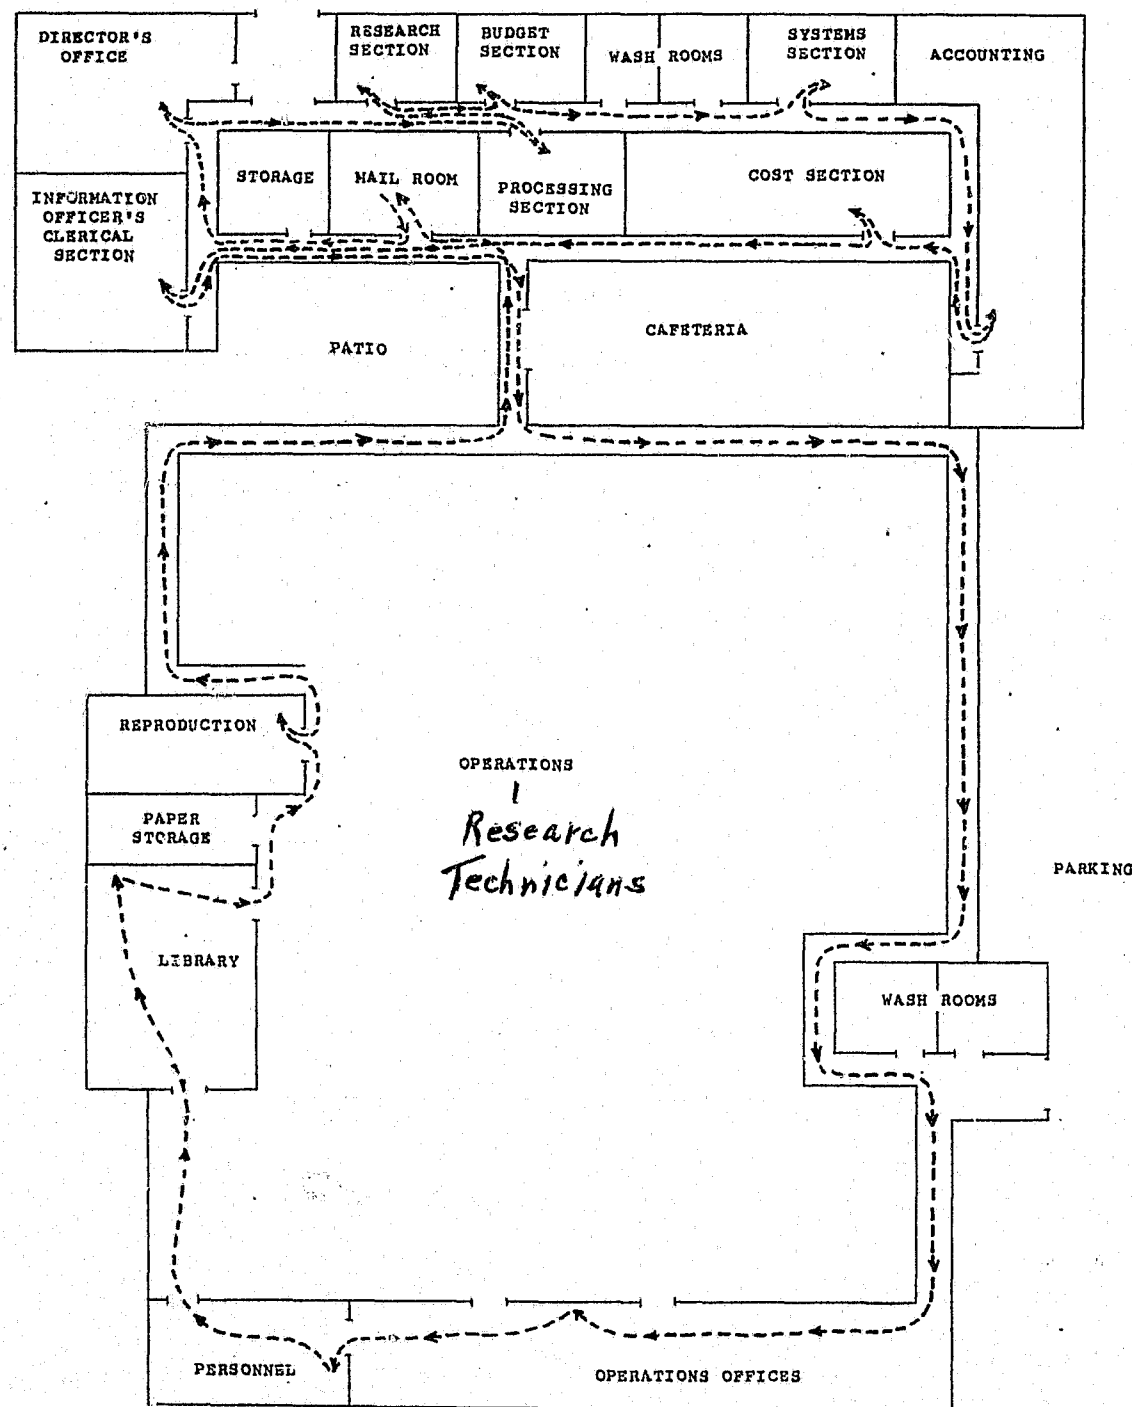 DIRECTOR'S
OFFICE
RESEARCH
SECTION
BUDGET
SECTION
WASH ROOMS
SYSTEMS
SECTION
ACCOUNTING
STORAGE
MAIL ROOM
PROCESSING
SECTION
COST SECTION
INFORMATION
OFFICER'S
CLERICAL
SECTION
PATIO
CAFETERIA
REPRODUCTION
OPERATIONS
Research
Technicians
PAPER
STORAGE
PARKING
LIBRARY
WASH ROOMS
PERSONNEL
OPERATIONS OFFICES